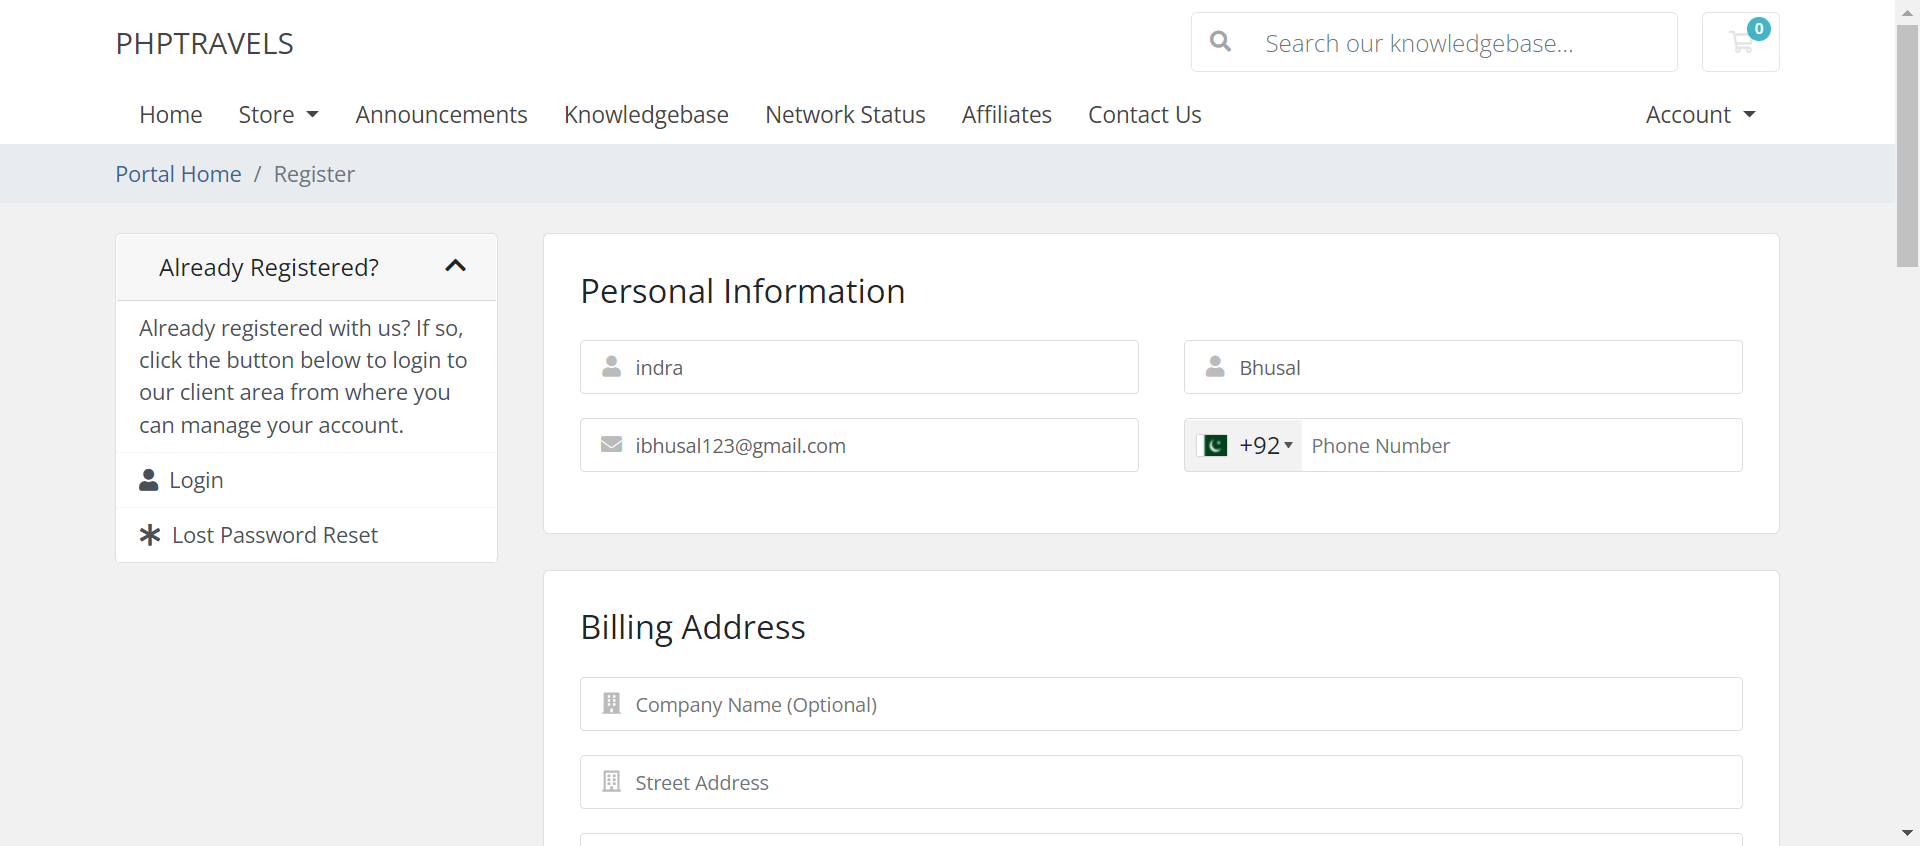 PHPTRAVELS
Search our knowledgebase...
0
Home Store Announcements Knowledgebase Network Status Affiliates Contact Us Account
Portal Home / Register
Already Registered?
Already registered with us? If so,
click the button below to login to
our client area from where you
can manage your account.
Login
Lost Password Reset
Personal Information
indra
Bhusal
ibhusal123@gmail.com
+92 Phone Number
Billing Address
Company Name (Optional)
Street Address